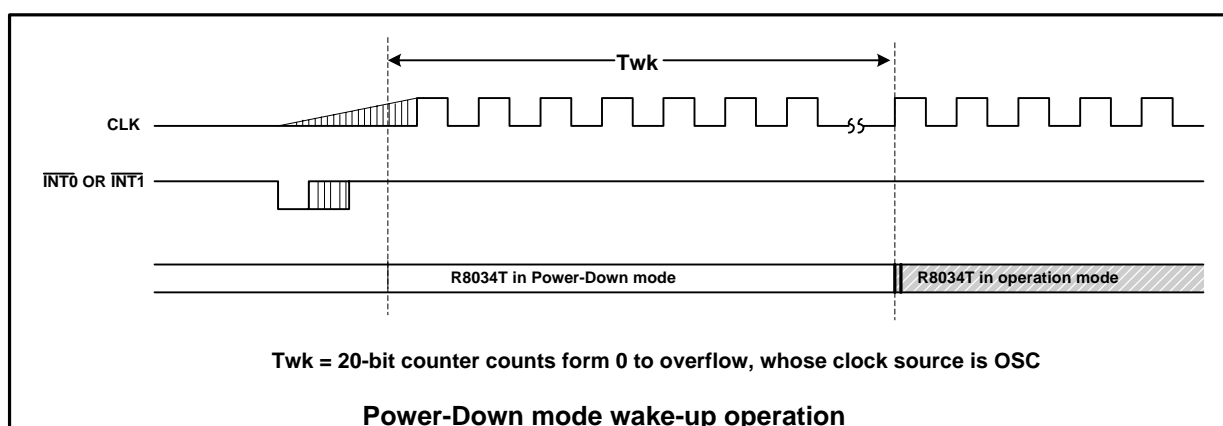 Twk
CLK
INT0 OR INT1
R8034T in Power-Down mode
R8034T in operation mode
Twk = 20-bit counter counts form 0 to overflow, whose clock source is OSC
Power-Down mode wake-up operation